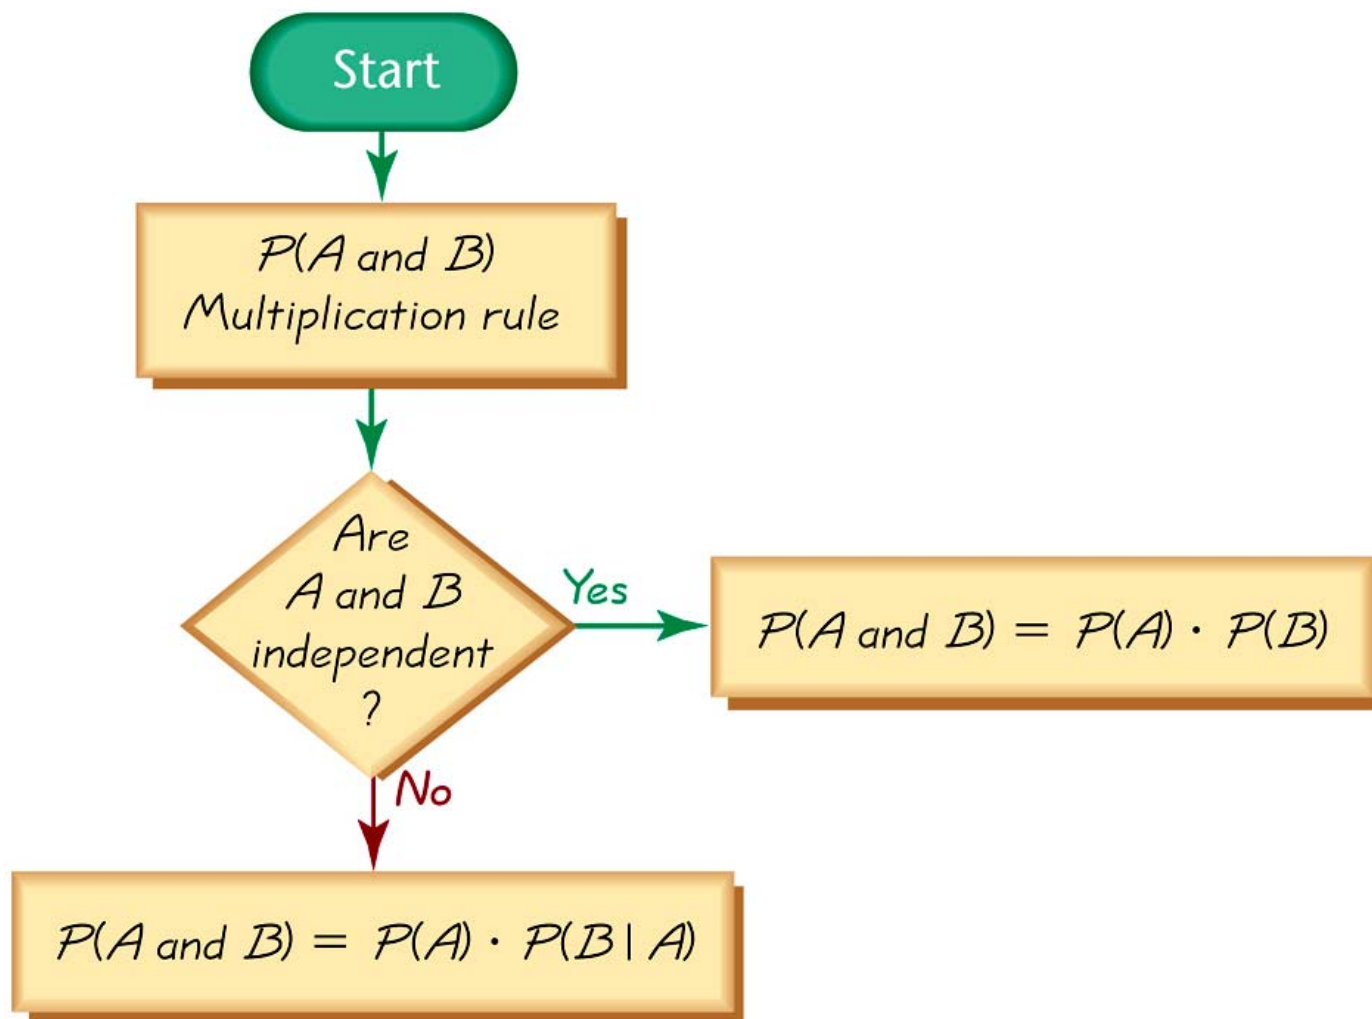 Start
P(A and B)
Multiplication rule
Are
A and B
independent
?
Yes
P(A and B) = P(A) · P(B)
No
P(A and B) = P(A) · P(B | A)